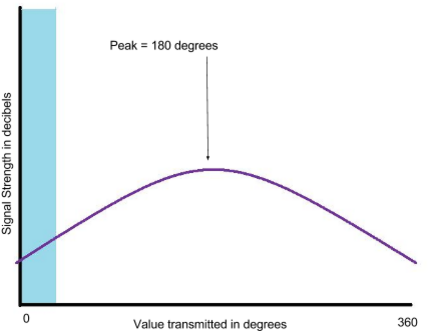 Peak = 180 degrees
Signal Strength in decibels
0
Value transmitted in degrees
360